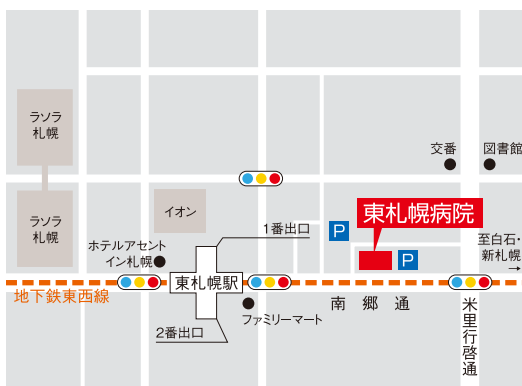 ラソラ
札幌
交番
図書館
ラソラ
札幌
イオン
東札幌病院
P
1番出口
至白石・
新札幌
→
ホテルアセント
イン札幌
P
東札幌駅
地下鉄東西線
南郷通
ファミリーマート
2番出口
米里行啓通